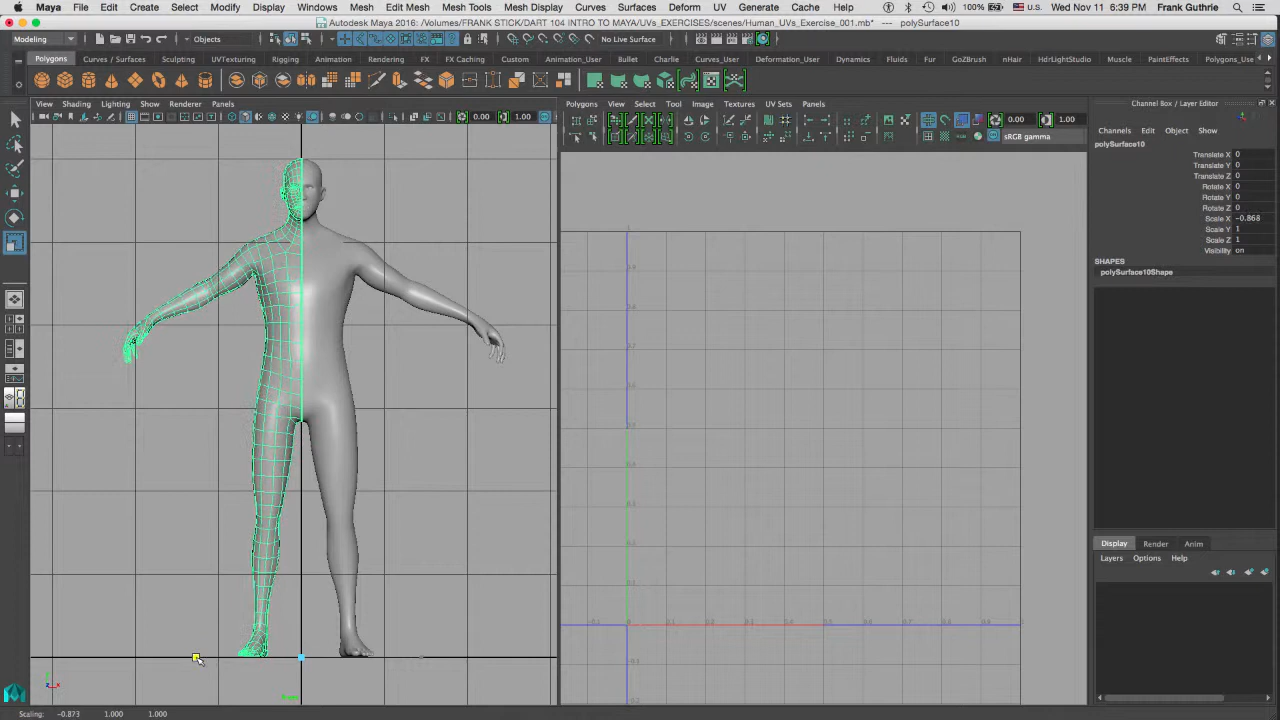 Maya File Edit Create Select Modify Display Windows Mesh Edit Mesh Mesh Tools Mesh Display Curves Surfaces Deform UV Generate Cache Help 100% U.S. Wed Nov 11 6:39 PM Frank Guthrie
Autodesk Maya 2016: /Volumes/FRANK STICK/DART 104 INTRO TO MAYA/UVs_EXERCISES/scenes/Human_UVs_Exercise_001.mb* --- polySurface10
Modeling Objects No Live Surface
Polygons Curves / Surfaces Sculpting UVTexturing Rigging Animation Rendering FX FX Caching Custom Animation_User Bullet Charlie Curves_User Deformation_User Dynamics Fluids Fur GoZBrush nHair HdrLightStudio Muscle PaintEffects Polygons_Use
View Shading Lighting Show Renderer Panels
Polygons View Select Tool Image Textures UV Sets Panels
Channel Box / Layer Editor
0.00 1.00
0.00 1.00
Channels Edit Object Show
sRGB gamma
polySurface10
Translate X 0
Translate Y 0
Translate Z 0
Rotate X 0
Rotate Y 0
Rotate Z 0
Scale X -0.868
Scale Y 1
Scale Z 1
Visibility on
SHAPES
polySurface10Shape
Display Render Anim
Layers Options Help
Scaling: -0.873 1.000 1.000